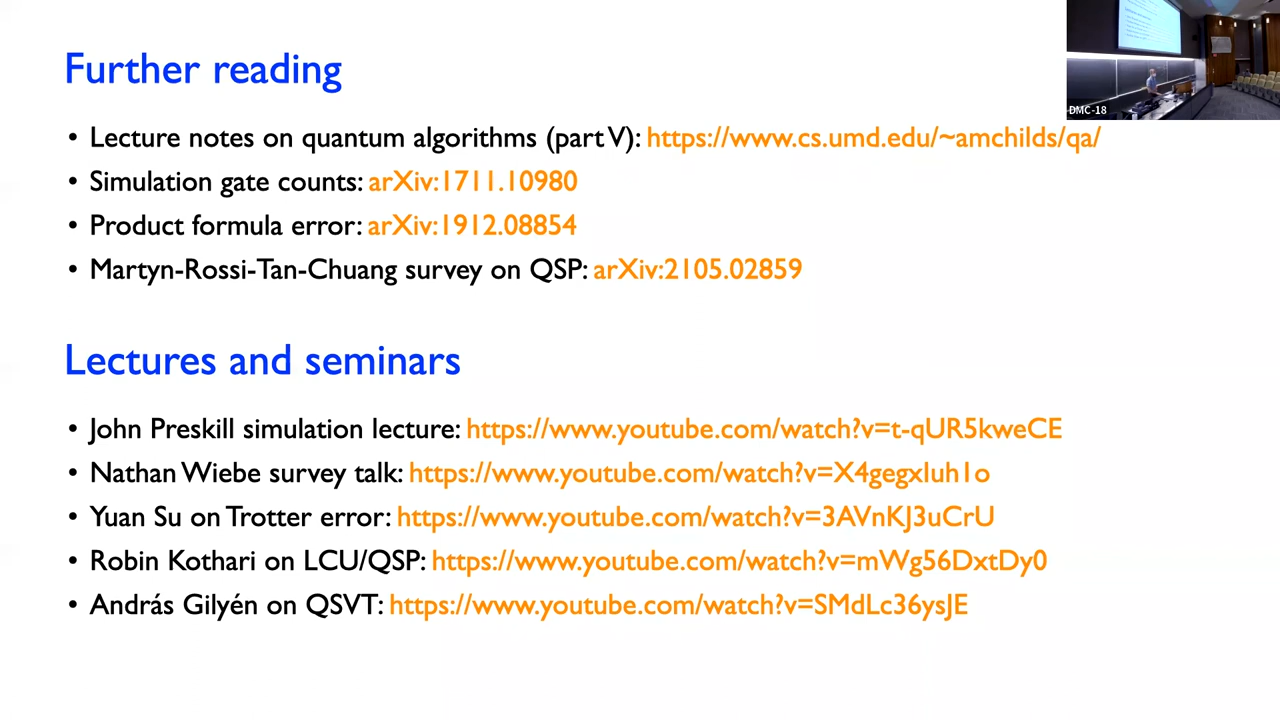 Further reading
DMC-18
• Lecture notes on quantum algorithms (part V): https://www.cs.umd.edu/~amchilds/qa/
• Simulation gate counts: arXiv:1711.10980
• Product formula error: arXiv:1912.08854
• Martyn-Rossi-Tan-Chuang survey on QSP: arXiv:2105.02859
Lectures and seminars
• John Preskill simulation lecture: https://www.youtube.com/watch?v=t-qUR5kweCE
• Nathan Wiebe survey talk: https://www.youtube.com/watch?v=X4gegxIuh1o
• Yuan Su on Trotter error: https://www.youtube.com/watch?v=3AVnKJ3uCrU
• Robin Kothari on LCU/QSP: https://www.youtube.com/watch?v=mWg56DxtDy0
• András Gilyén on QSVT: https://www.youtube.com/watch?v=SMdLc36ysJE